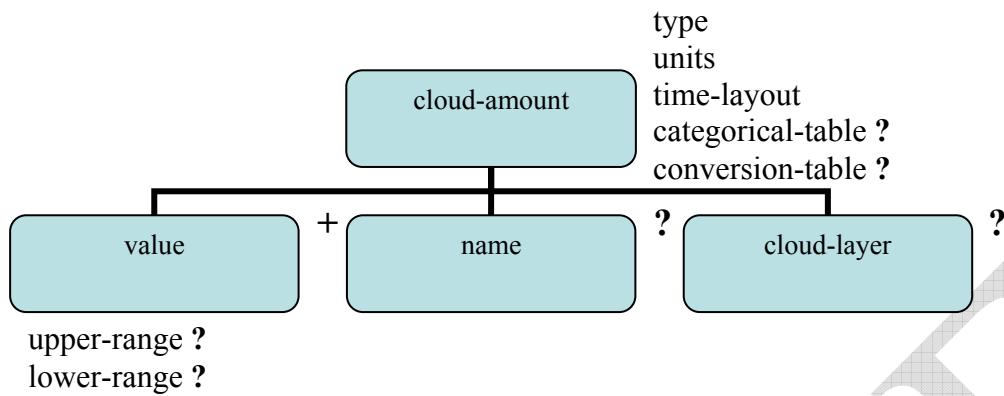 type
units
cloud-amount
time-layout
categorical-table ?
conversion-table ?
value
+
name
?
cloud-layer
?
upper-range ?
lower-range ?